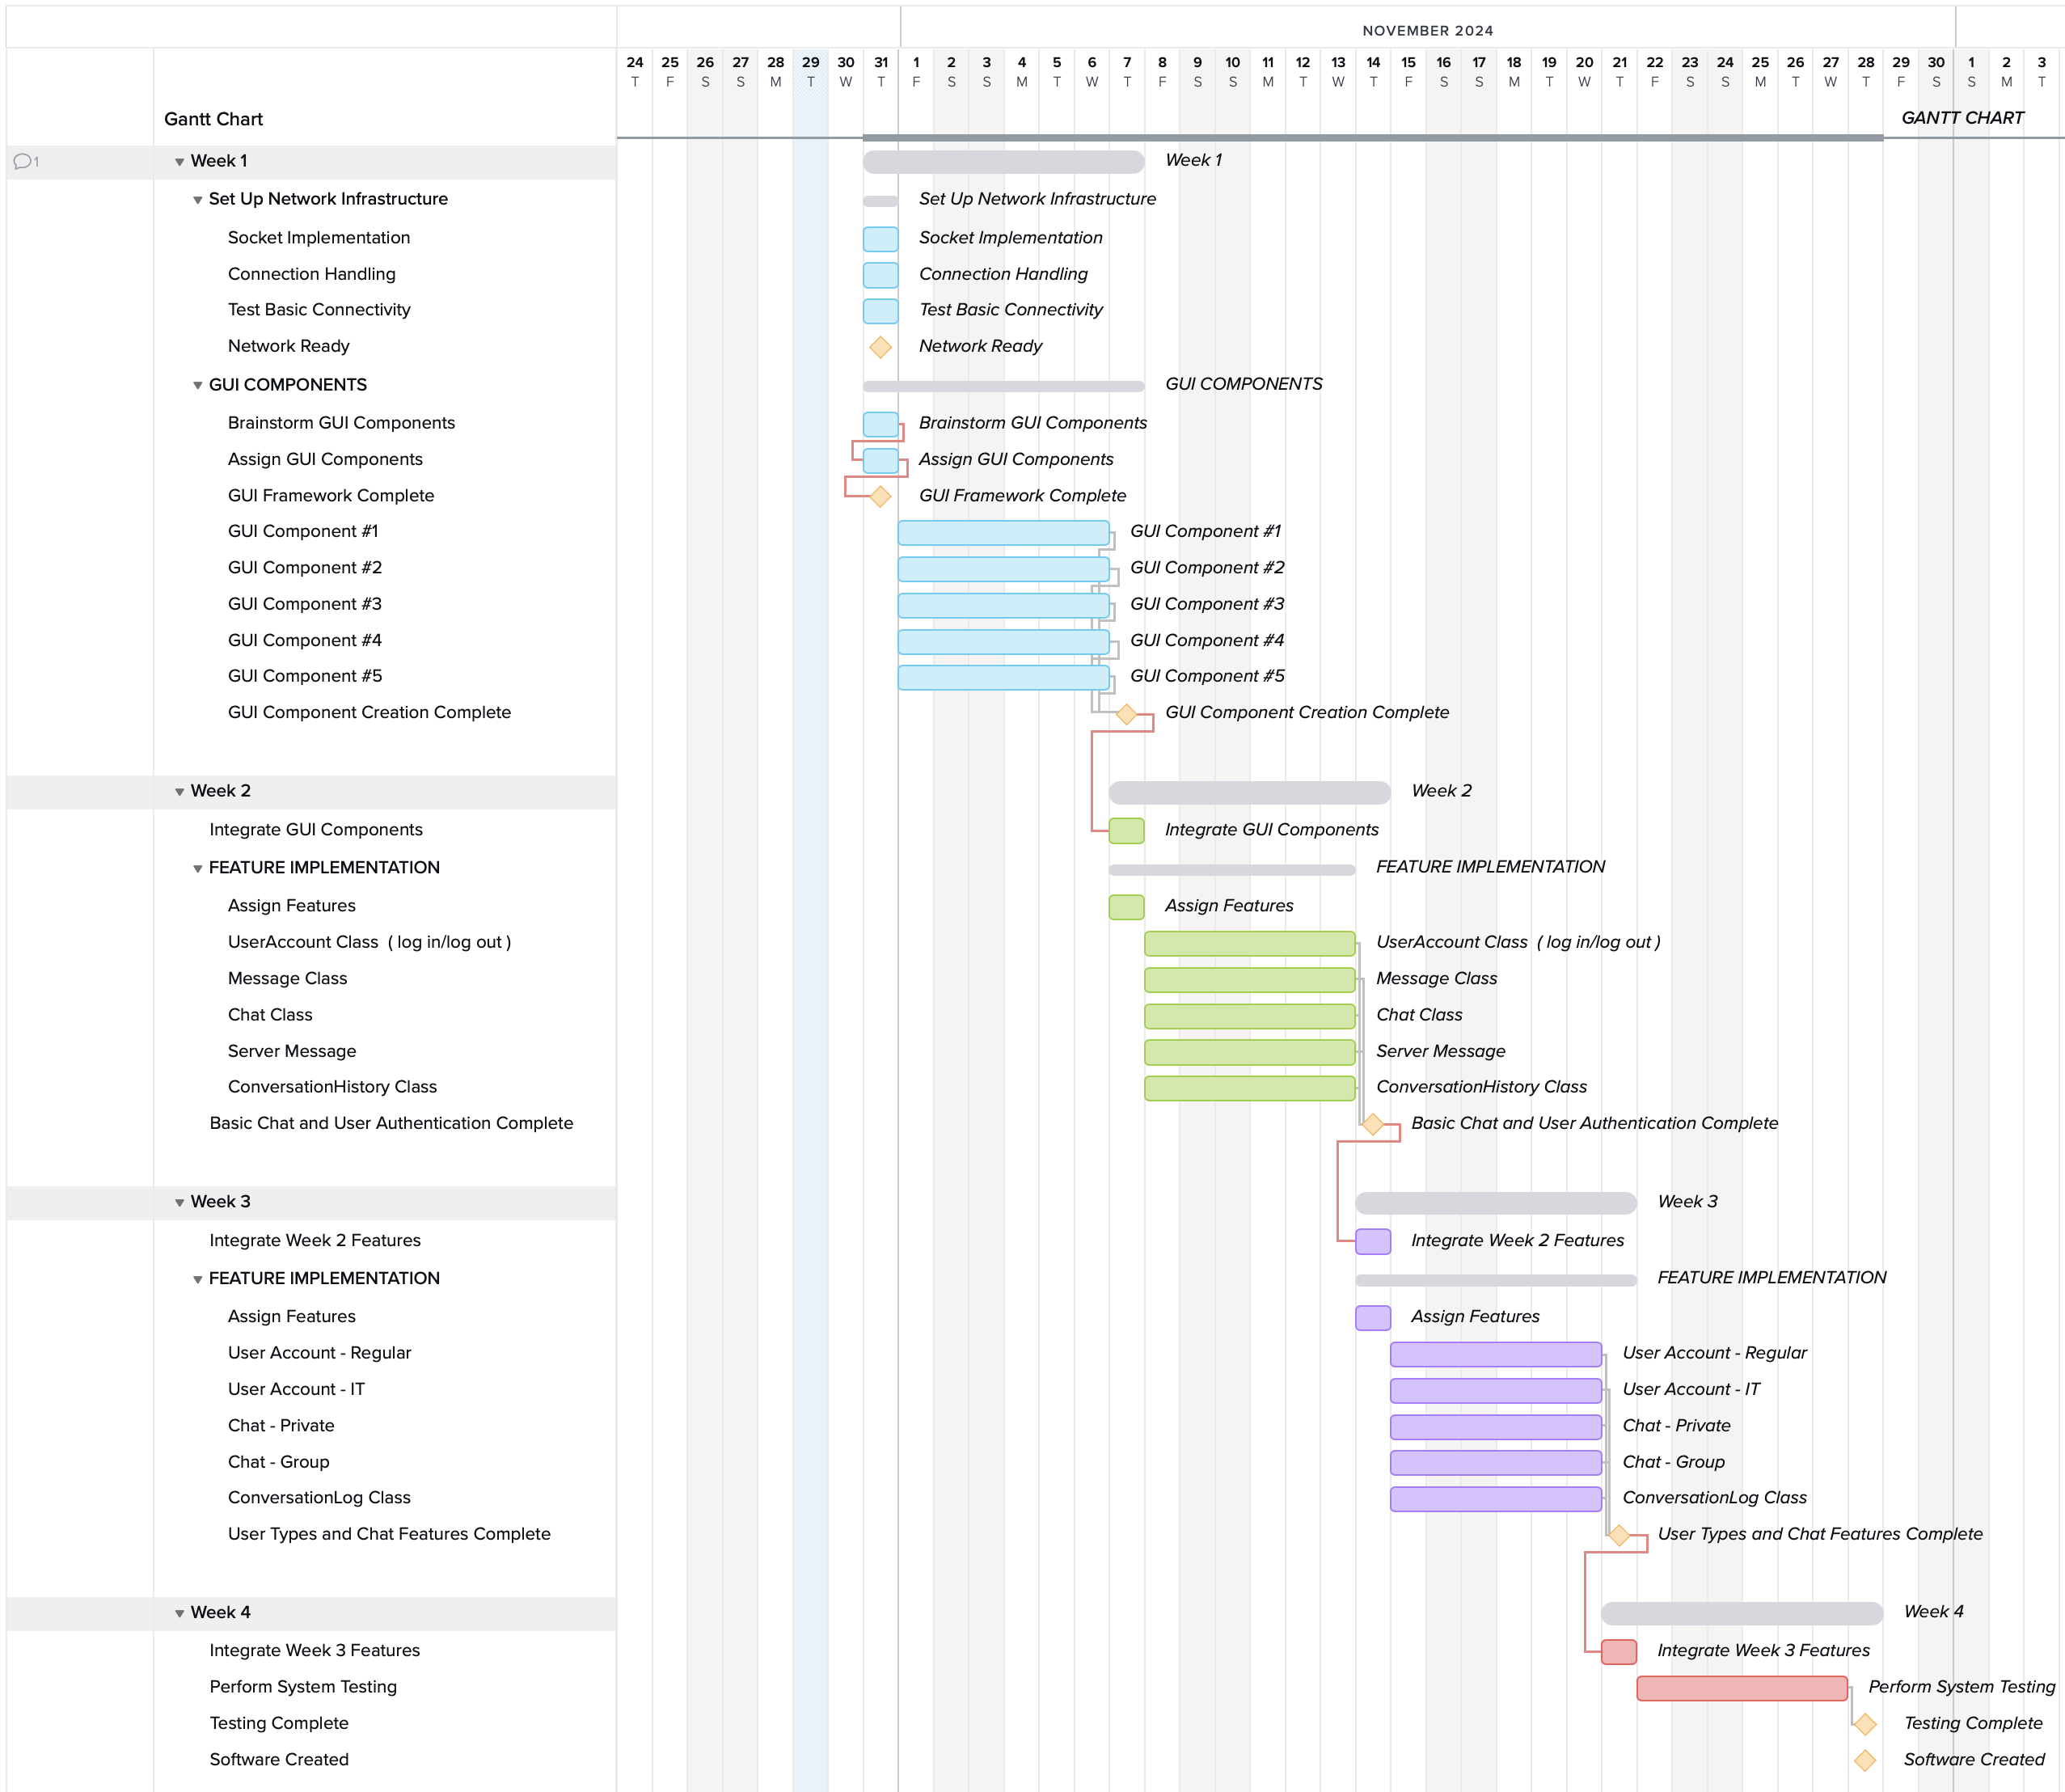 NOVEMBER 2024
24 25 26 27 28 29 30 31 1 2 3 4 5 6 7 8 9 10 11 12 13 14 15 16 17 18 19 20 21 22 23 24 25 26 27 28 29 30 1 2 3
T F S S M T W T F S S M T W T F S S M T W T F S S M T W T F S S M T W T F S S M T
Gantt Chart GANTT CHART
1 Week 1 Week 1
Set Up Network Infrastructure Set Up Network Infrastructure
Socket Implementation Socket Implementation
Connection Handling Connection Handling
Test Basic Connectivity Test Basic Connectivity
Network Ready Network Ready
GUI COMPONENTS GUI COMPONENTS
Brainstorm GUI Components Brainstorm GUI Components
Assign GUI Components Assign GUI Components
GUI Framework Complete GUI Framework Complete
GUI Component #1 GUI Component #1
GUI Component #2 GUI Component #2
GUI Component #3 GUI Component #3
GUI Component #4 GUI Component #4
GUI Component #5 GUI Component #5
GUI Component Creation Complete GUI Component Creation Complete
Week 2 Week 2
Integrate GUI Components Integrate GUI Components
FEATURE IMPLEMENTATION FEATURE IMPLEMENTATION
Assign Features Assign Features
UserAccount Class ( log in/log out ) UserAccount Class ( log in/log out )
Message Class Message Class
Chat Class Chat Class
Server Message Server Message
ConversationHistory Class ConversationHistory Class
Basic Chat and User Authentication Complete Basic Chat and User Authentication Complete
Week 3 Week 3
Integrate Week 2 Features Integrate Week 2 Features
FEATURE IMPLEMENTATION FEATURE IMPLEMENTATION
Assign Features Assign Features
User Account - Regular User Account - Regular
User Account - IT User Account - IT
Chat - Private Chat - Private
Chat - Group Chat - Group
ConversationLog Class ConversationLog Class
User Types and Chat Features Complete User Types and Chat Features Complete
Week 4 Week 4
Integrate Week 3 Features Integrate Week 3 Features
Perform System Testing Perform System Testing
Testing Complete Testing Complete
Software Created Software Created